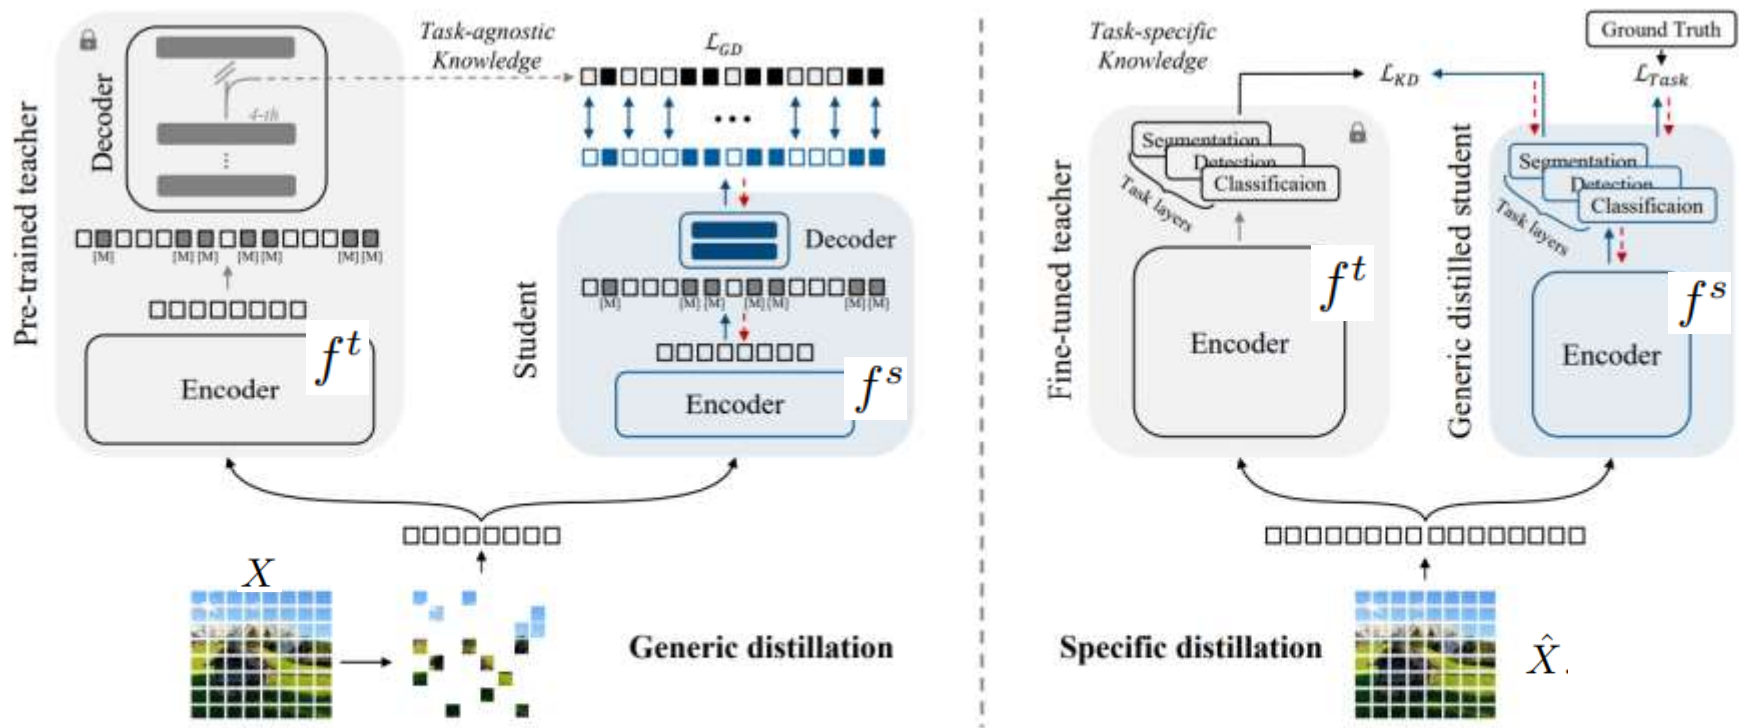 Pre-trained teacher
Decoder
4-th
[M] [M] [M] [M] [M] [M] [M]
Encoder
f^t
Task-agnostic
Knowledge
ℒ_GD
Student
Decoder
[M] [M] [M] [M] [M] [M] [M]
Encoder
f^s
X
Generic distillation
Task-specific
Knowledge
ℒ_KD
Ground Truth
ℒ_Task
Fine-tuned teacher
Segmentation
Detection
Classificaion
Task layers
Encoder
f^t
Generic distilled student
Segmentation
Detection
Classificaion
Task layers
Encoder
f^s
Specific distillation
X̂.